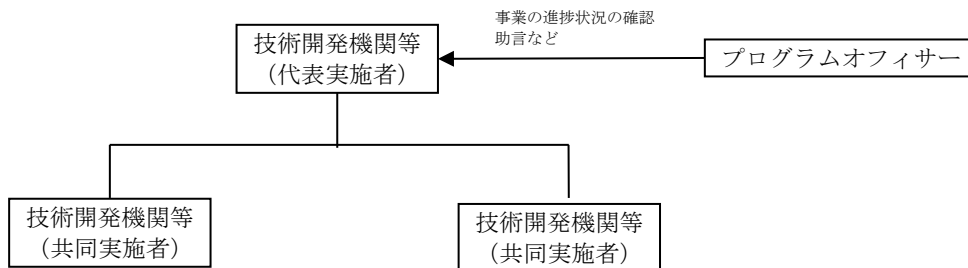 事業の進捗状況の確認
助言など
技術開発機関等
（代表実施者）
プログラムオフィサー
技術開発機関等
（共同実施者）
技術開発機関等
（共同実施者）